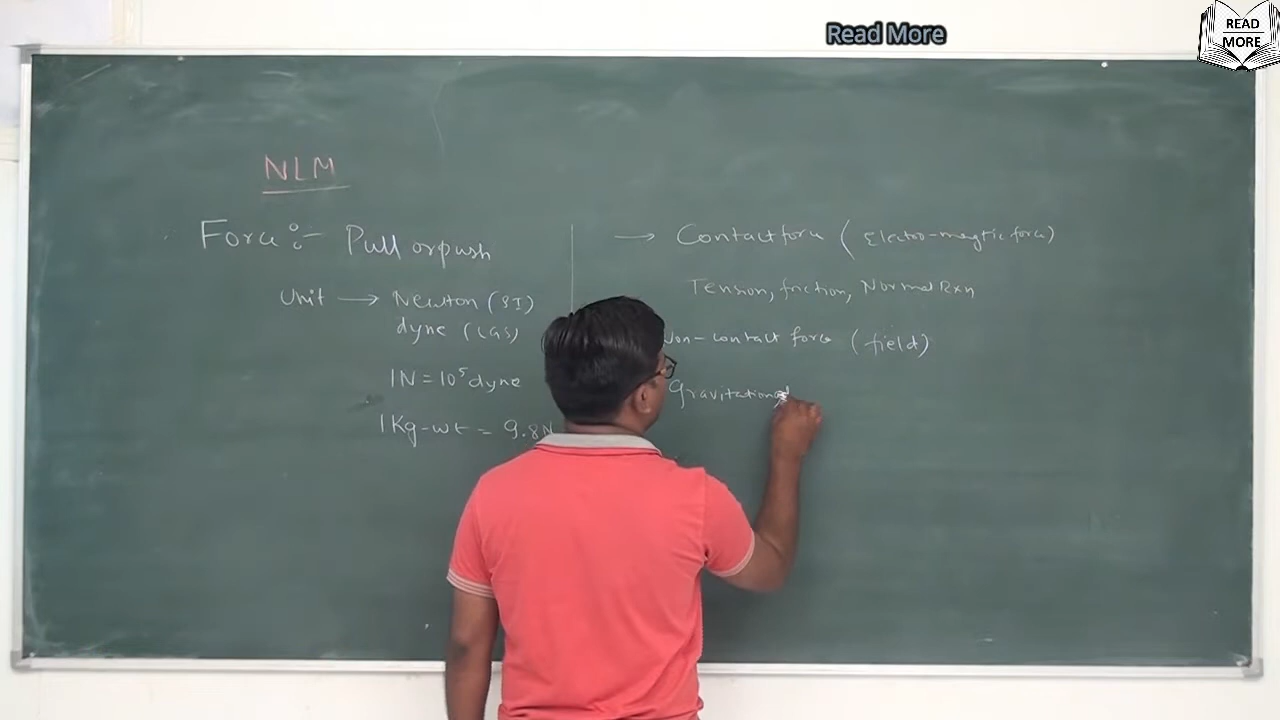 Read More
READ
MORE
NLM
Force :- Pull or push
Unit → Newton (SI)
dyne (CGS)
1N = 10⁵ dyne
1Kg-wt = 9.8N
→ Contact force (Electro-magtic force)
Tension, friction, Normal Rxn
Non-contact force (field)
Gravitational